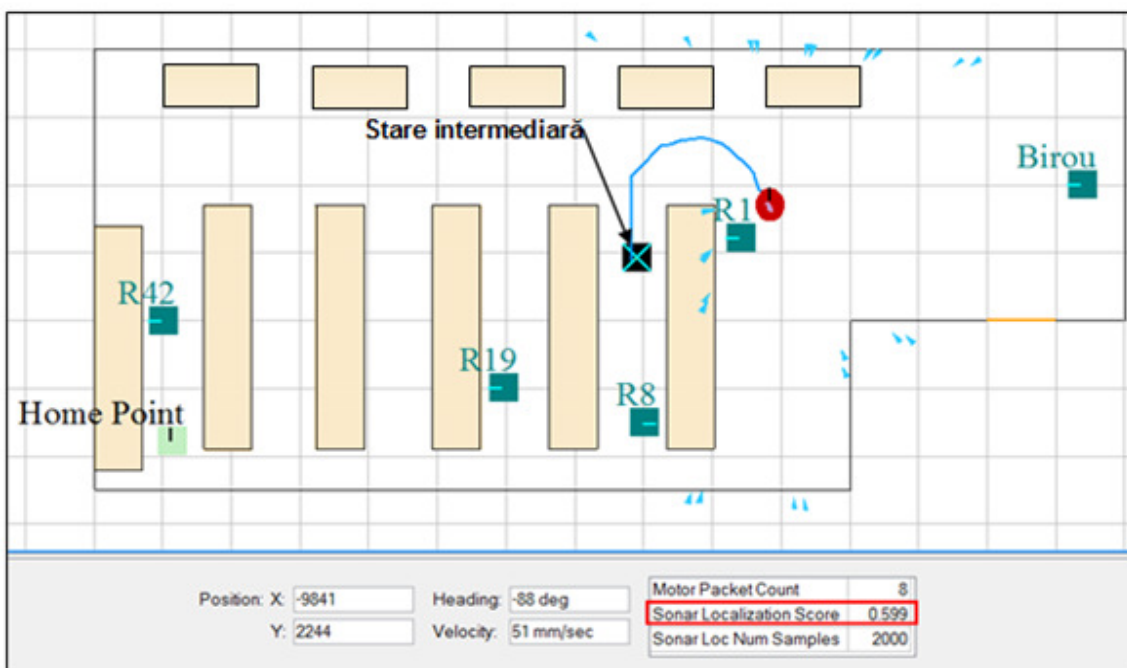 Stare intermediară
Birou
R1
R42
R19
R8
Home Point
Position: X: -9841
Y: 2244
Heading: -88 deg
Velocity: 51 mm/sec
Motor Packet Count 8
Sonar Localization Score 0.599
Sonar Loc Num Samples 2000